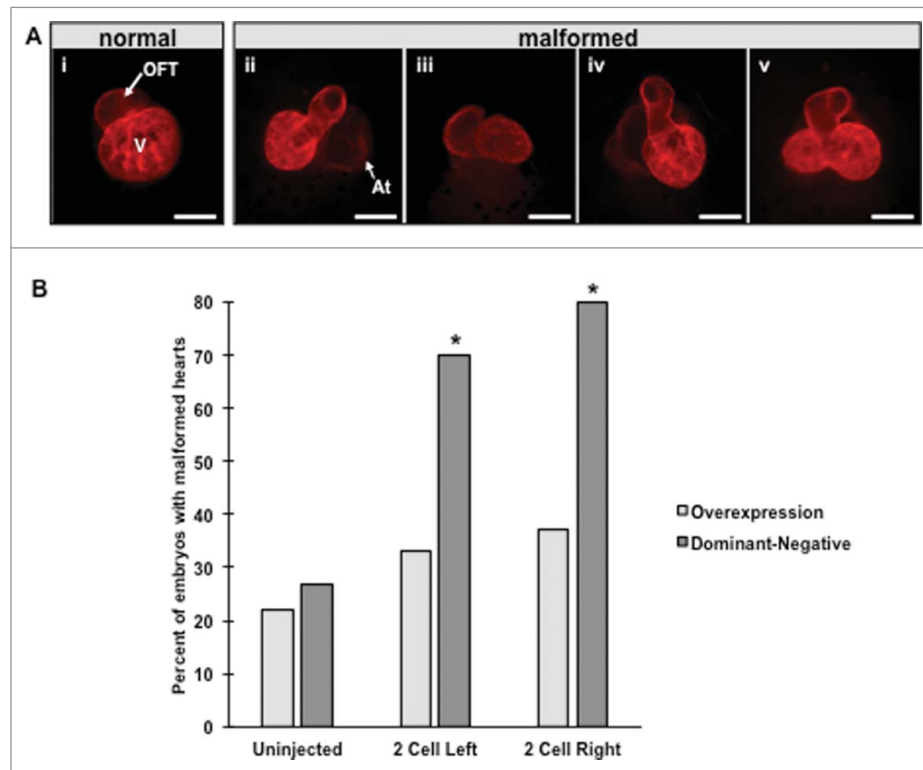 A
normal
malformed
i
OFT
V
ii
At
iii
iv
v
B
Percent of embryos with malformed hearts
80
70
60
50
40
30
20
10
0
*
*
Uninjected
2 Cell Left
2 Cell Right
Overexpression
Dominant-Negative